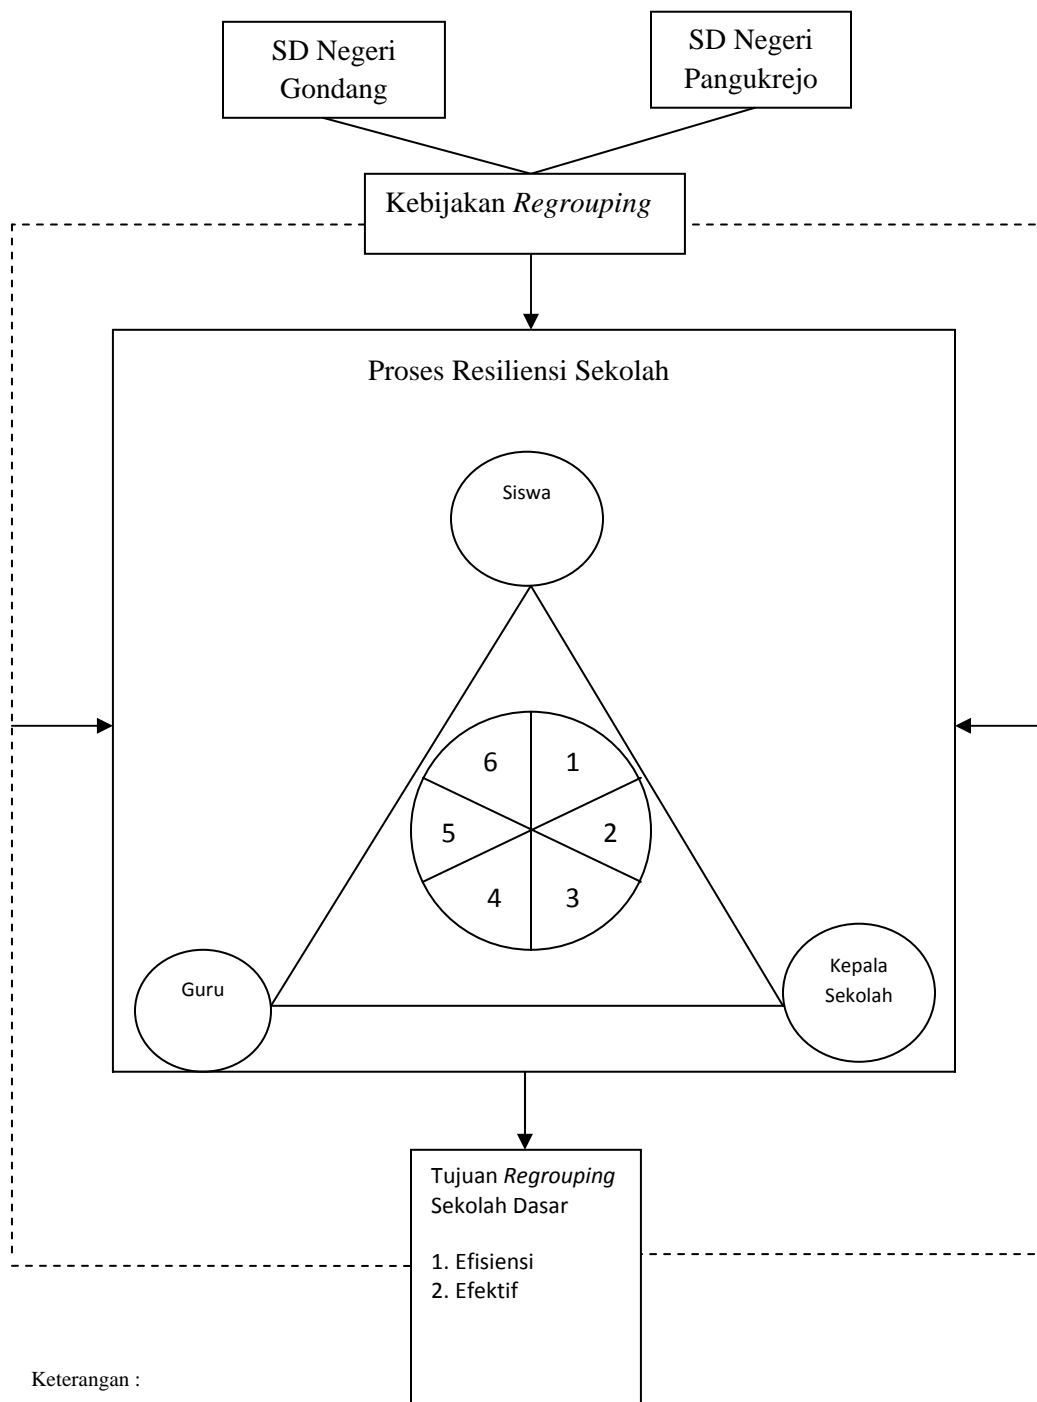 SD Negeri
Gondang
SD Negeri
Pangukrejo
Kebijakan Regrouping
Proses Resiliensi Sekolah
Siswa
6
1
5
2
4
3
Guru
Kepala
Sekolah
Tujuan Regrouping
Sekolah Dasar
1. Efisiensi
2. Efektif
Keterangan :